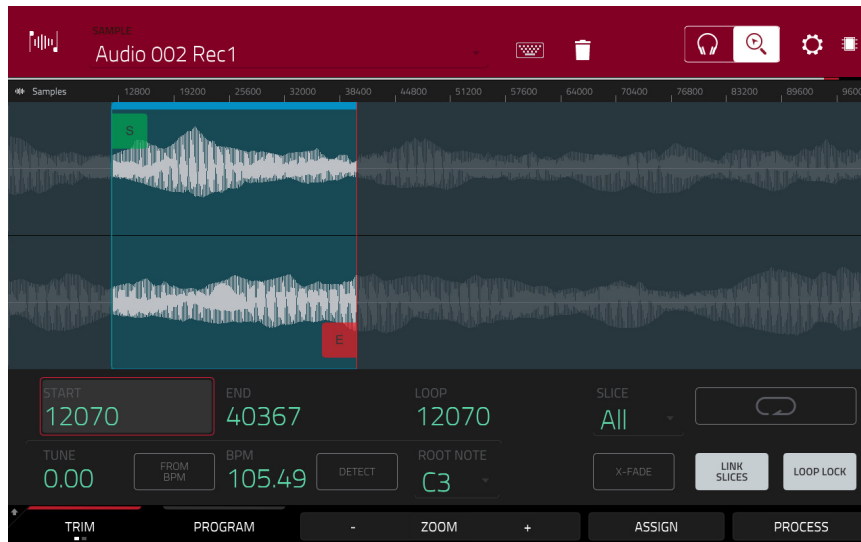 SAMPLE
Audio 002 Rec1
Samples 12800 19200 25600 32000 38400 44800 51200 57600 64000 70400 76800 83200 89600 9600
S
E
START END LOOP SLICE
12070 40367 12070 All
TUNE BPM ROOT NOTE
0.00 FROM BPM 105.49 DETECT C3 X-FADE LINK SLICES LOOP LOCK
TRIM PROGRAM - ZOOM + ASSIGN PROCESS